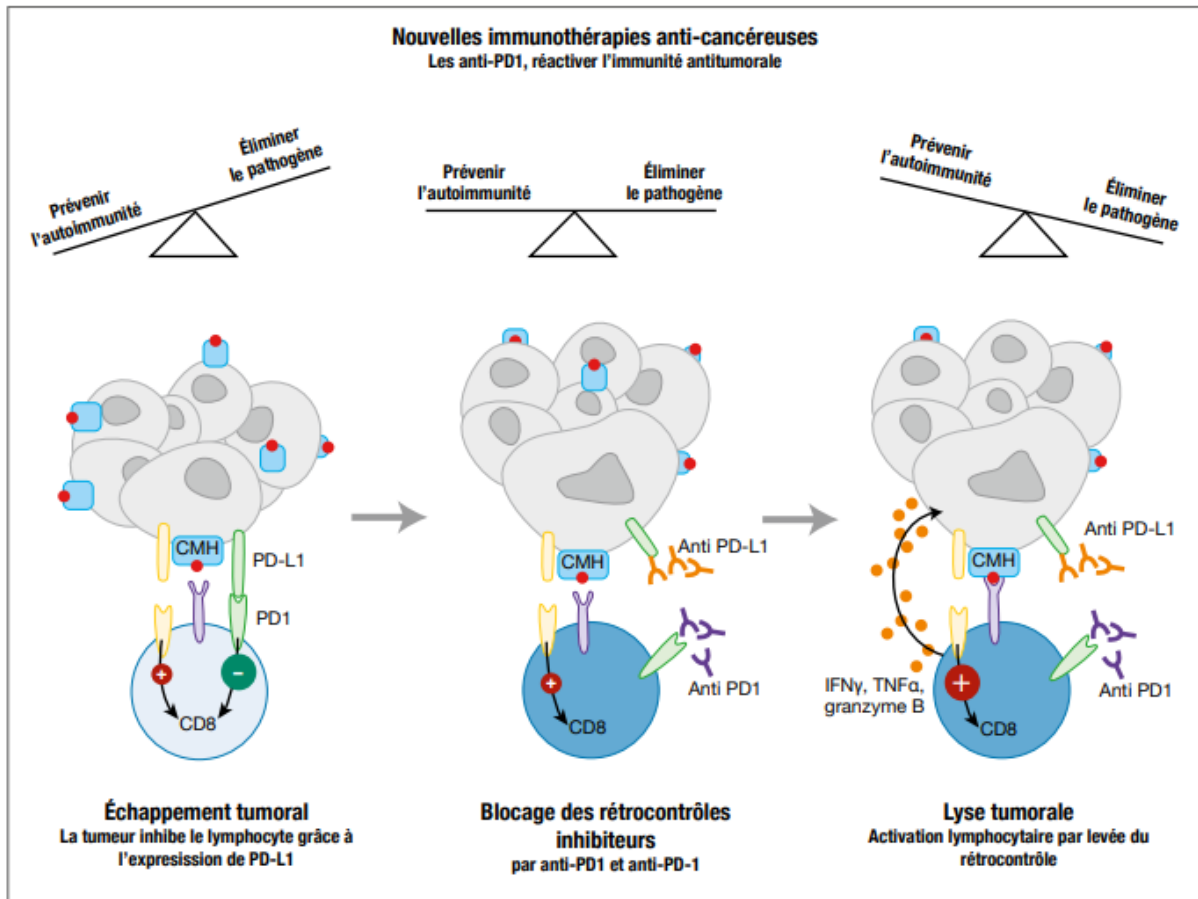 Nouvelles immunothérapies anti-cancéreuses
Les anti-PD1, réactiver l'immunité antitumorale
Prévenir
l'autoimmunité
Éliminer
le pathogène
Prévenir
l'autoimmunité
Éliminer
le pathogène
Prévenir
l'autoimmunité
Éliminer
le pathogène
CMH
PD-L1
PD1
+
−
CD8
CMH
Anti PD-L1
+
Anti PD1
CD8
CMH
Anti PD-L1
IFNγ, TNFα,
granzyme B
+
Anti PD1
CD8
Échappement tumoral
La tumeur inhibe le lymphocyte grâce à
l'expresission de PD-L1
Blocage des rétrocontrôles
inhibiteurs
par anti-PD1 et anti-PD-1
Lyse tumorale
Activation lymphocytaire par levée du
rétrocontrôle